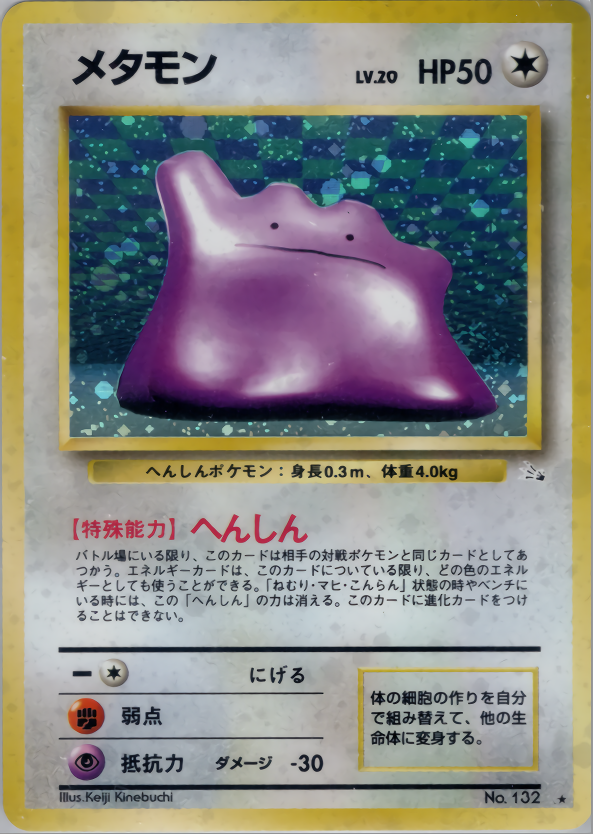 メタモン LV.20 HP50
へんしんポケモン：身長0.3m、体重4.0kg
【特殊能力】へんしん
バトル場にいる限り、このカードは相手の対戦ポケモンと同じカードとしてあ
つかう。エネルギーカードは、このカードについている限り、どの色のエネル
ギーとしても使うことができる。「ねむり・マヒ・こんらん」状態の時やベンチに
いる時には、この「へんしん」の力は消える。このカードに進化カードをつけ
ることはできない。
ー にげる
弱点
抵抗力 ダメージ -30
体の細胞の作りを自分
で組み替えて、他の生
命体に変身する。
Illus.Keiji Kinebuchi No. 132 ★